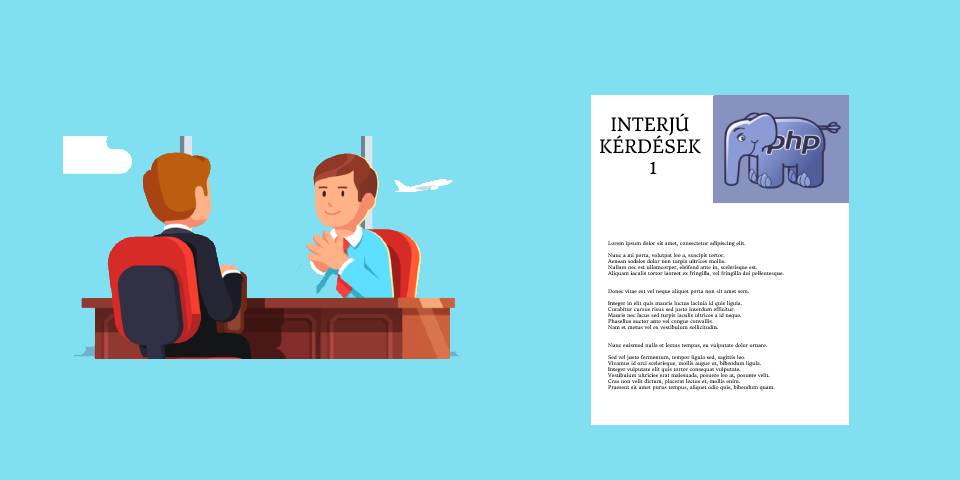 INTERJÚ
KÉRDÉSEK
1
php
Lorem ipsum dolor sit amet, consectetur adipiscing elit.
Nunc a mi porta, volutpat leo a, suscipit tortor.
Aenean sodales dolor non turpis ultrices mollis.
Nullam nec est ullamcorper, eleifend ante in, scelerisque est.
Aliquam iaculis tortor laoreet ex fringilla, vel fringilla dui pellentesque.
Donec vitae est vel neque aliquet porta non sit amet sem.
Integer in elit quis mauris luctus lacinia id quis ligula.
Curabitur cursus risus sed justo interdum efficitur.
Mauris nec lacus sed turpis iaculis ultrices a id neque.
Phasellus auctor ante vel congue convallis.
Nam et metus vel ex vestibulum sollicitudin.
Nunc euismod nulla et lectus tempus, eu vulputate dolor ornare.
Sed vel justo fermentum, tempor ligula sed, sagittis leo.
Vivamus id orci scelerisque, mollis augue ut, bibendum ligula.
Integer vulputate elit quis tortor consequat vulputate.
Vestibulum ultricies erat malesuada, posuere leo at, posuere velit.
Cras non velit dictum, placerat lectus et, mollis enim.
Praesent sit amet purus tempus, aliquet odio quis, bibendum quam.